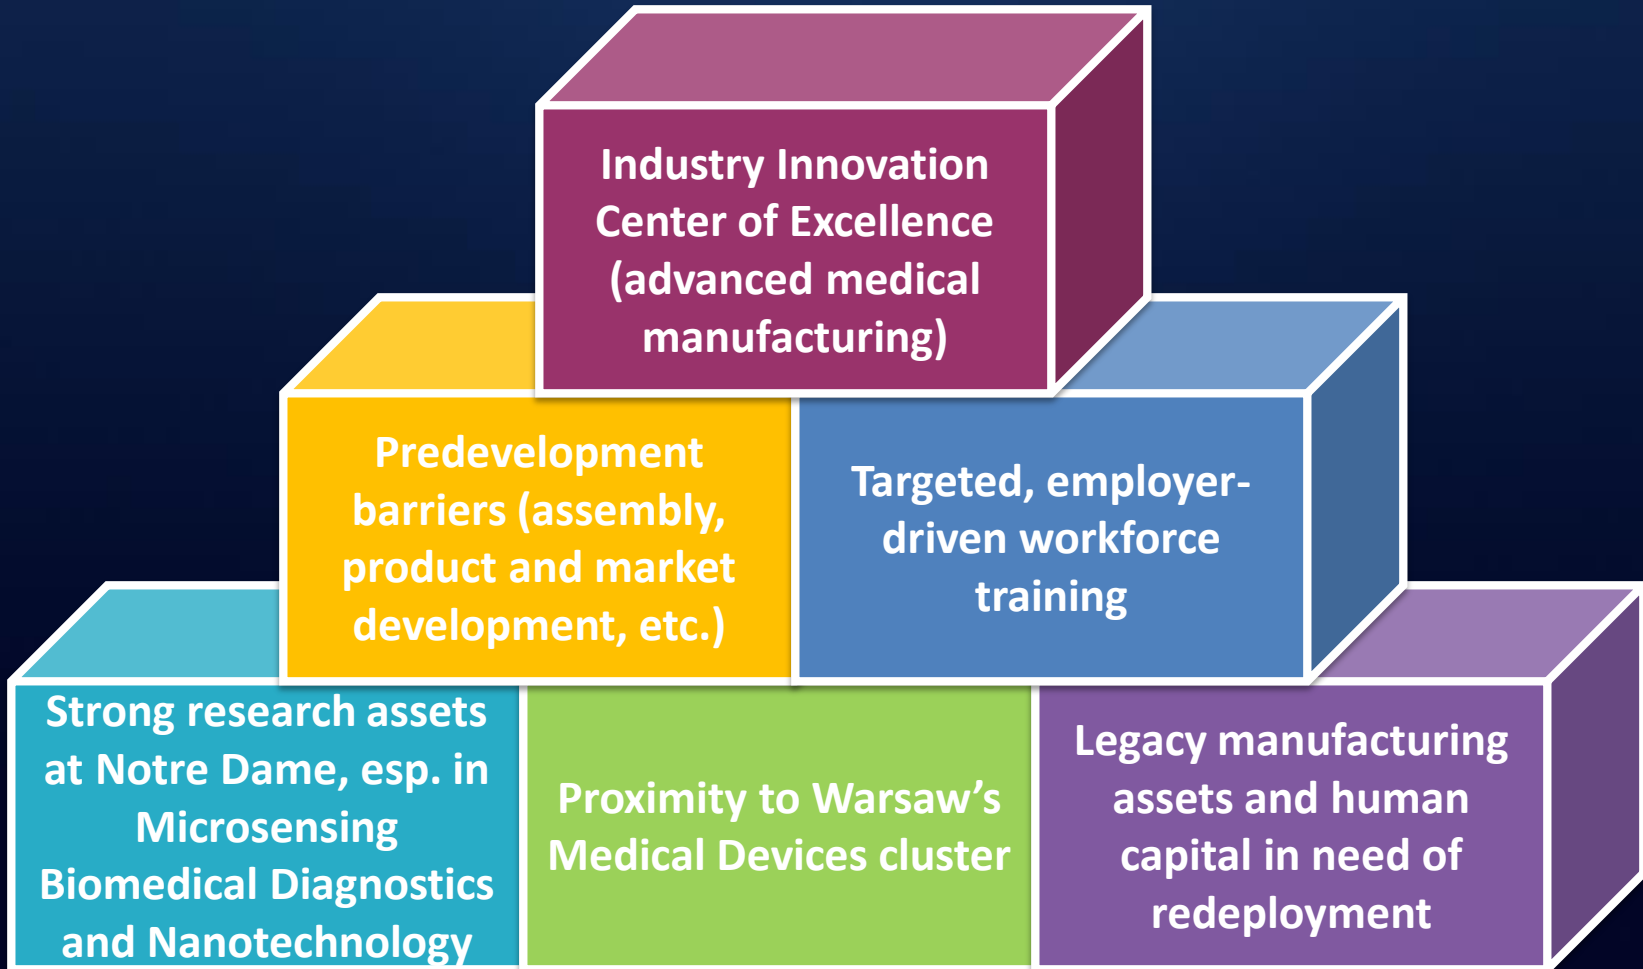 Industry Innovation
Center of Excellence
(advanced medical
manufacturing)
Predevelopment
barriers (assembly,
product and market
development, etc.)
Targeted, employer-
driven workforce
training
Strong research assets
at Notre Dame, esp. in
Microsensing
Biomedical Diagnostics
and Nanotechnology
Proximity to Warsaw’s
Medical Devices cluster
Legacy manufacturing
assets and human
capital in need of
redeployment